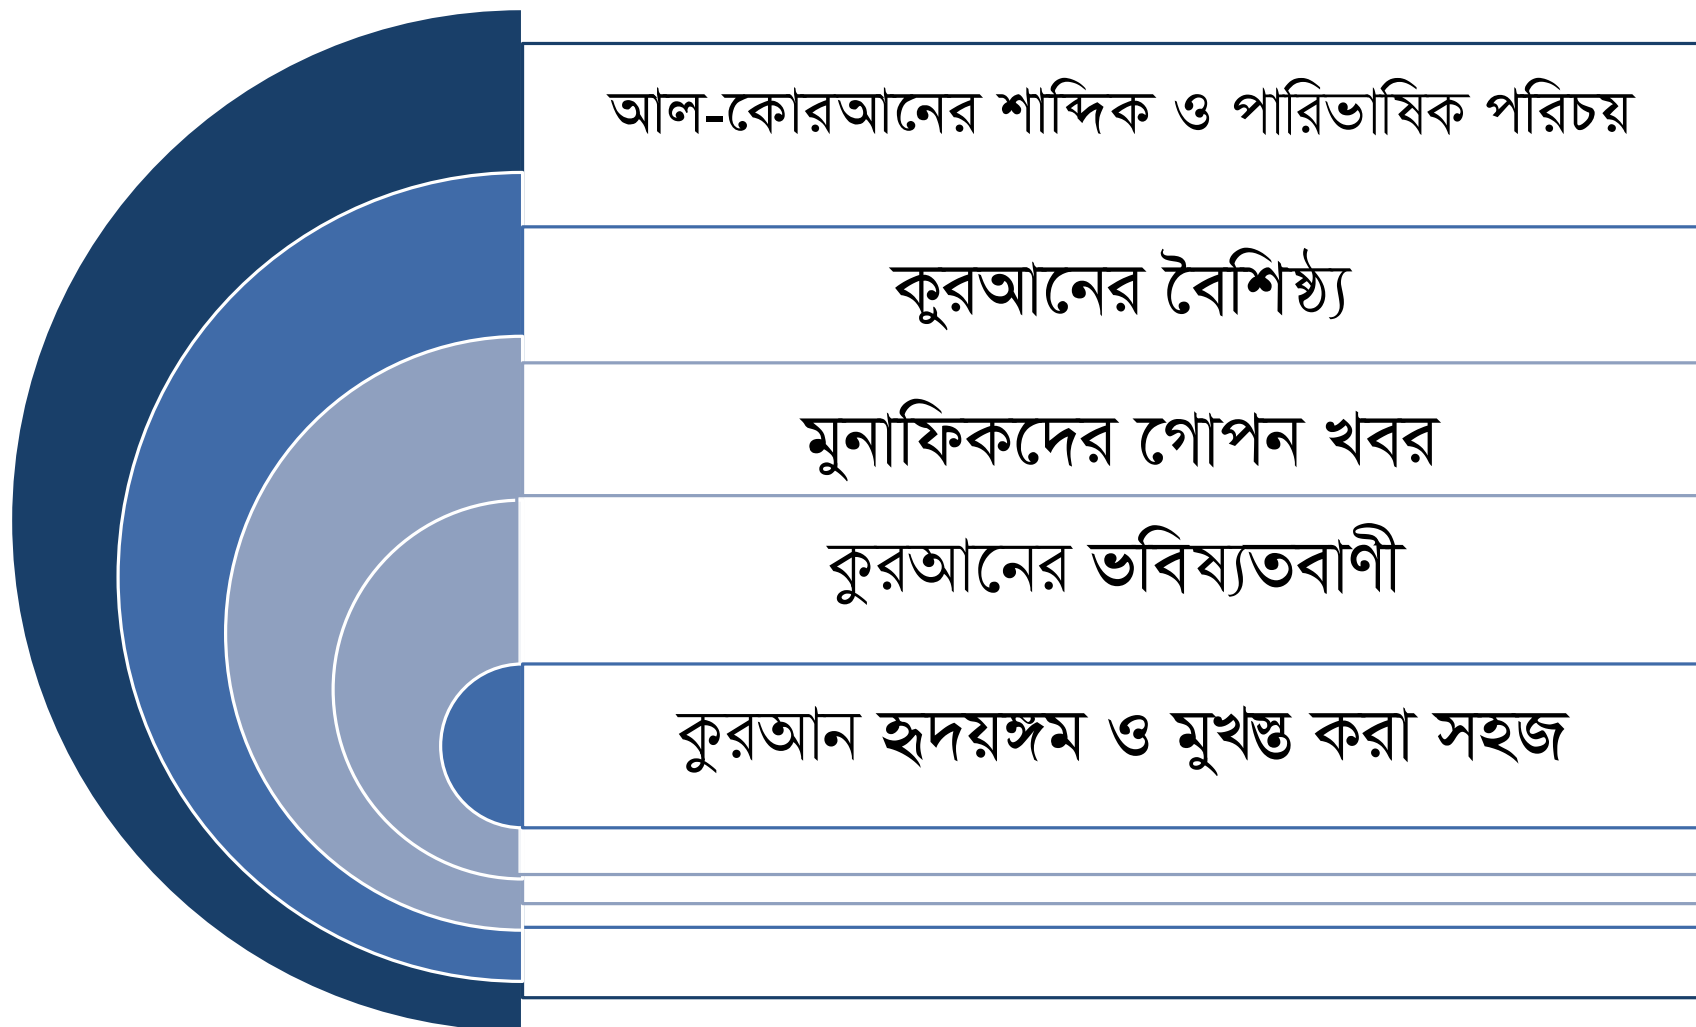 আল-কোরআনের শাব্দিক ও পারিভাষিক পরিচয়
কুরআনের বৈশিষ্ঠ্য
মুনাফিকদের গোপন খবর
কুরআনের ভবিষ্যতবাণী
কুরআন হৃদয়ঙ্গম ও মুখস্ত করা সহজ